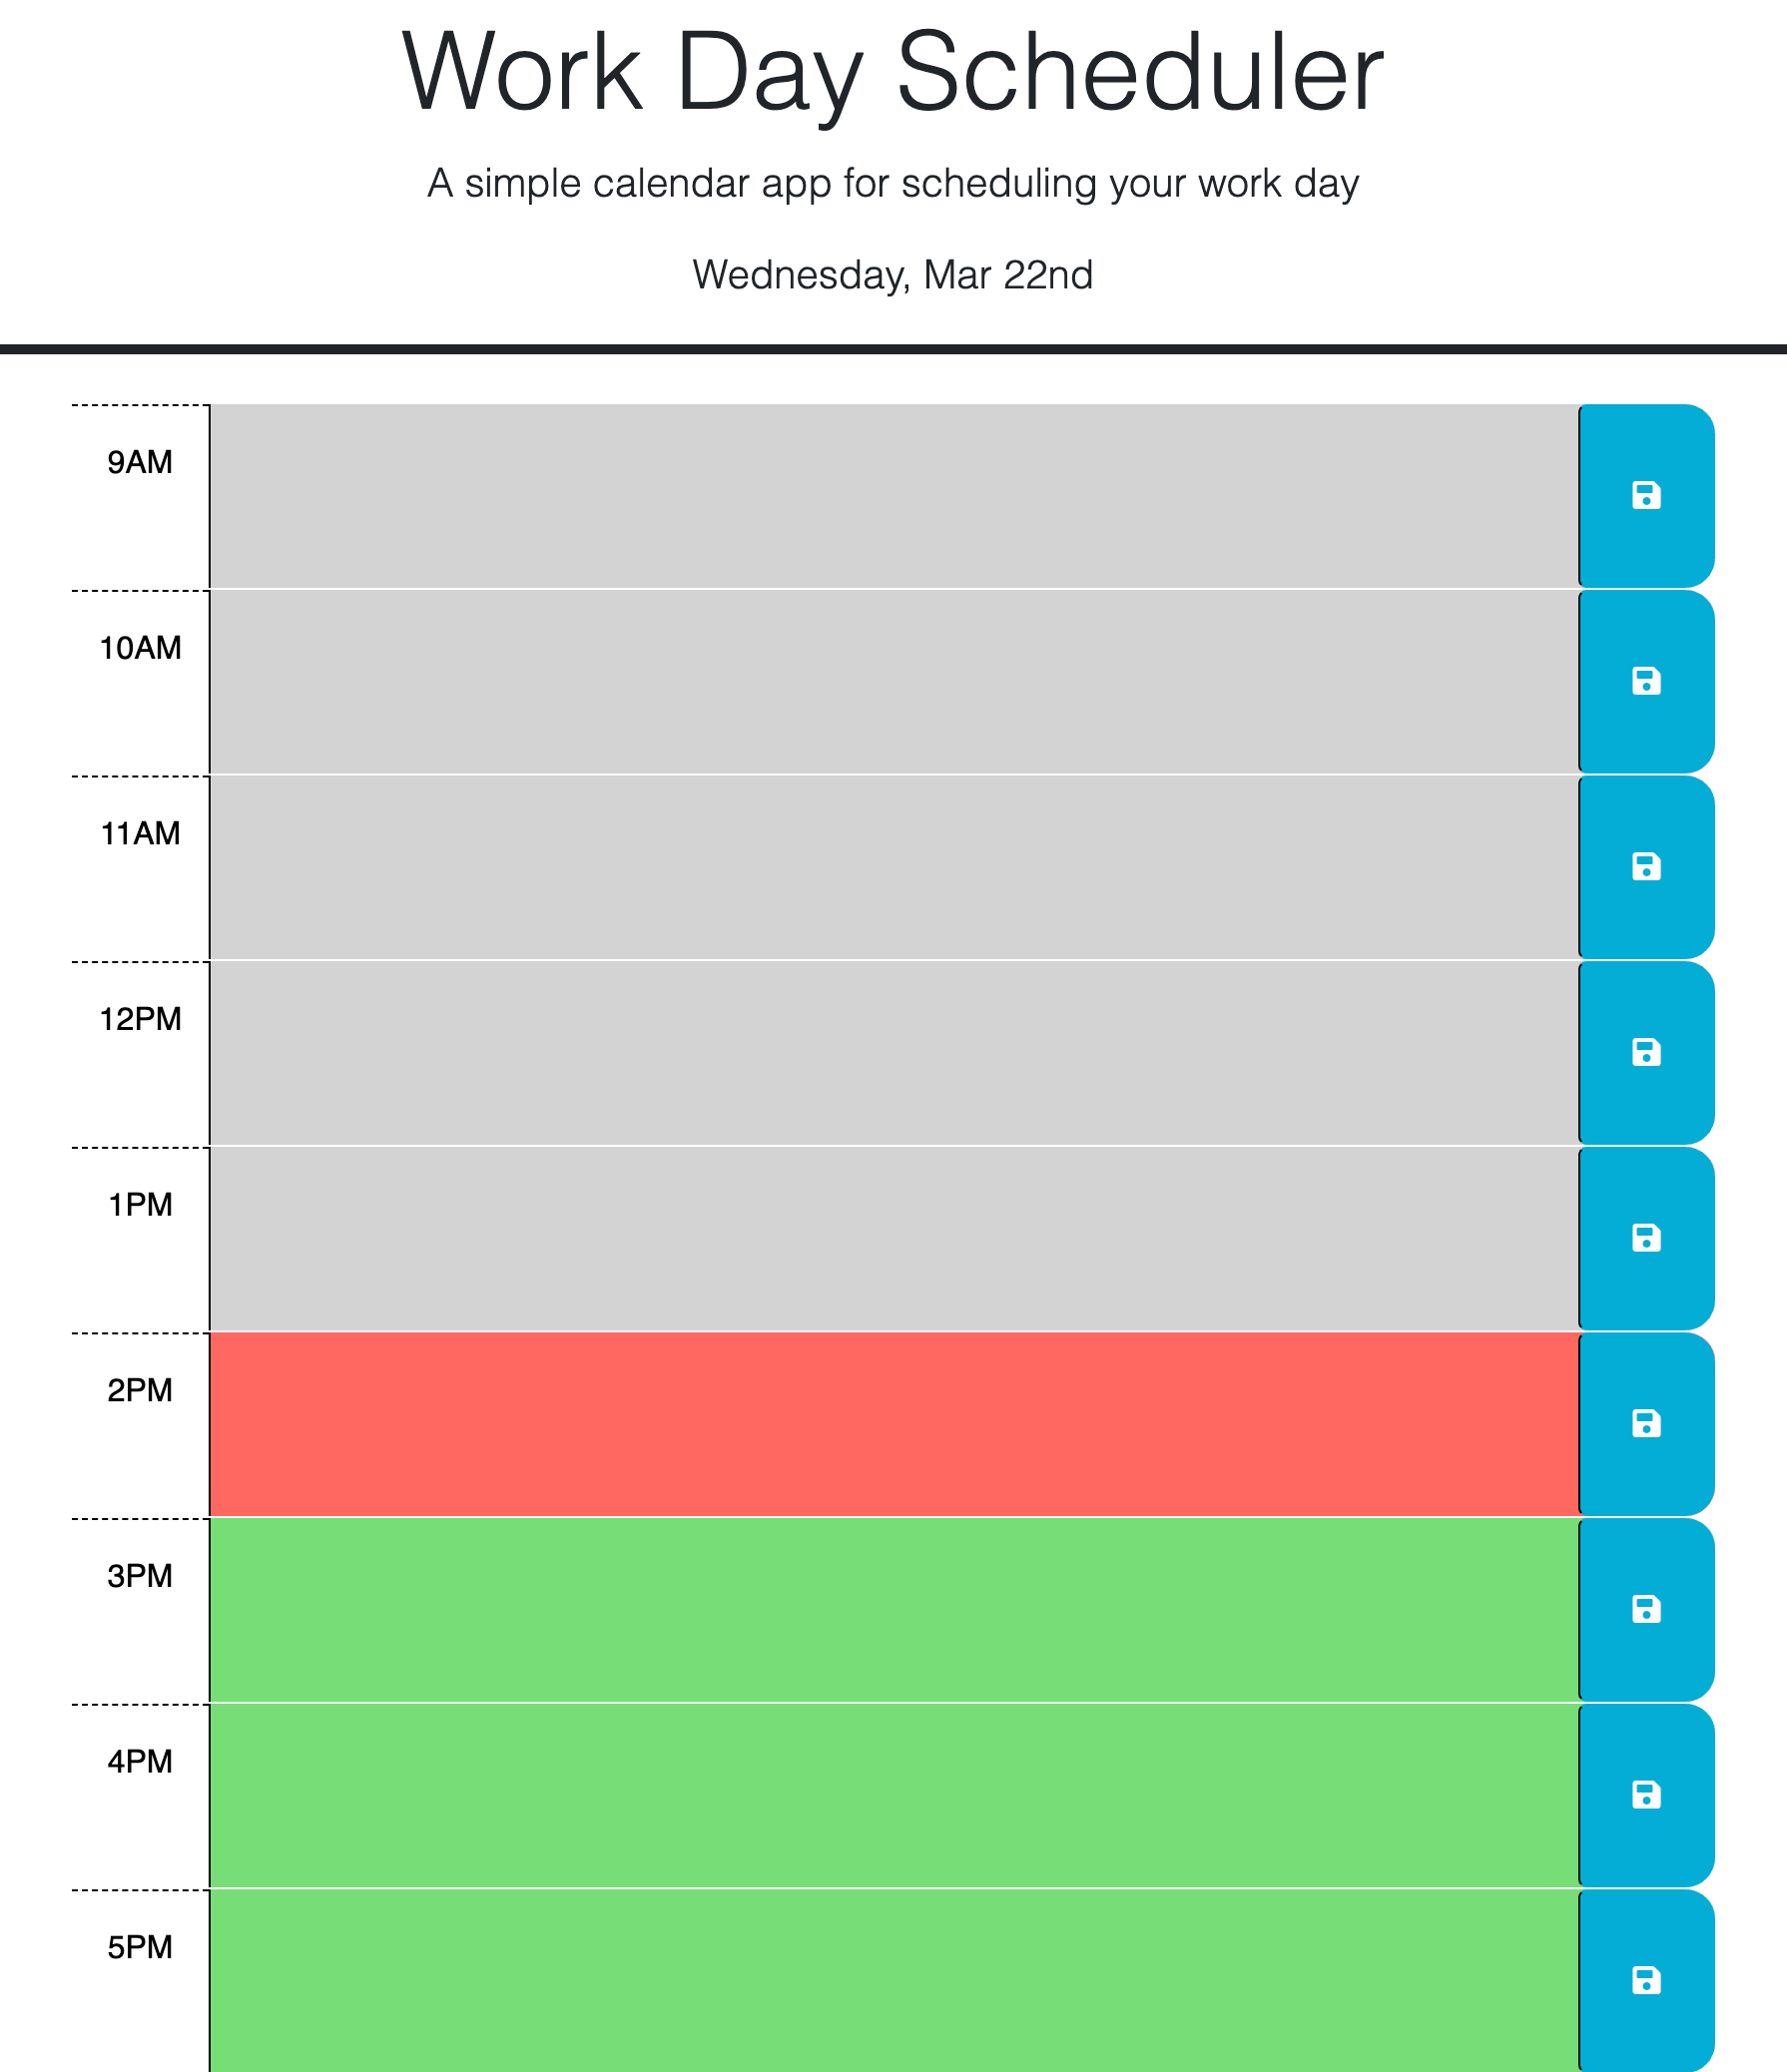 Work Day Scheduler
A simple calendar app for scheduling your work day
Wednesday, Mar 22nd
9AM
10AM
11AM
12PM
1PM
2PM
3PM
4PM
5PM